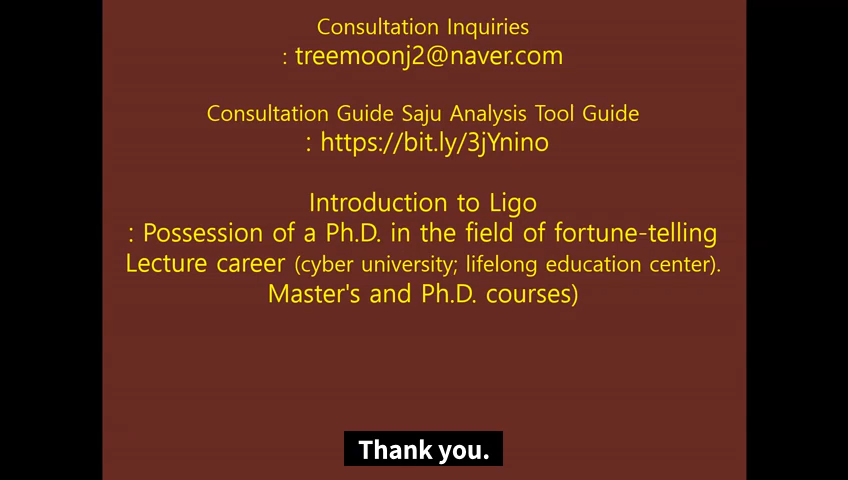 Consultation Inquiries
: treemoonj2@naver.com
Consultation Guide Saju Analysis Tool Guide
: https://bit.ly/3jYnino
Introduction to Ligo
: Possession of a Ph.D. in the field of fortune-telling
Lecture career (cyber university; lifelong education center).
Master's and Ph.D. courses)
Thank you.